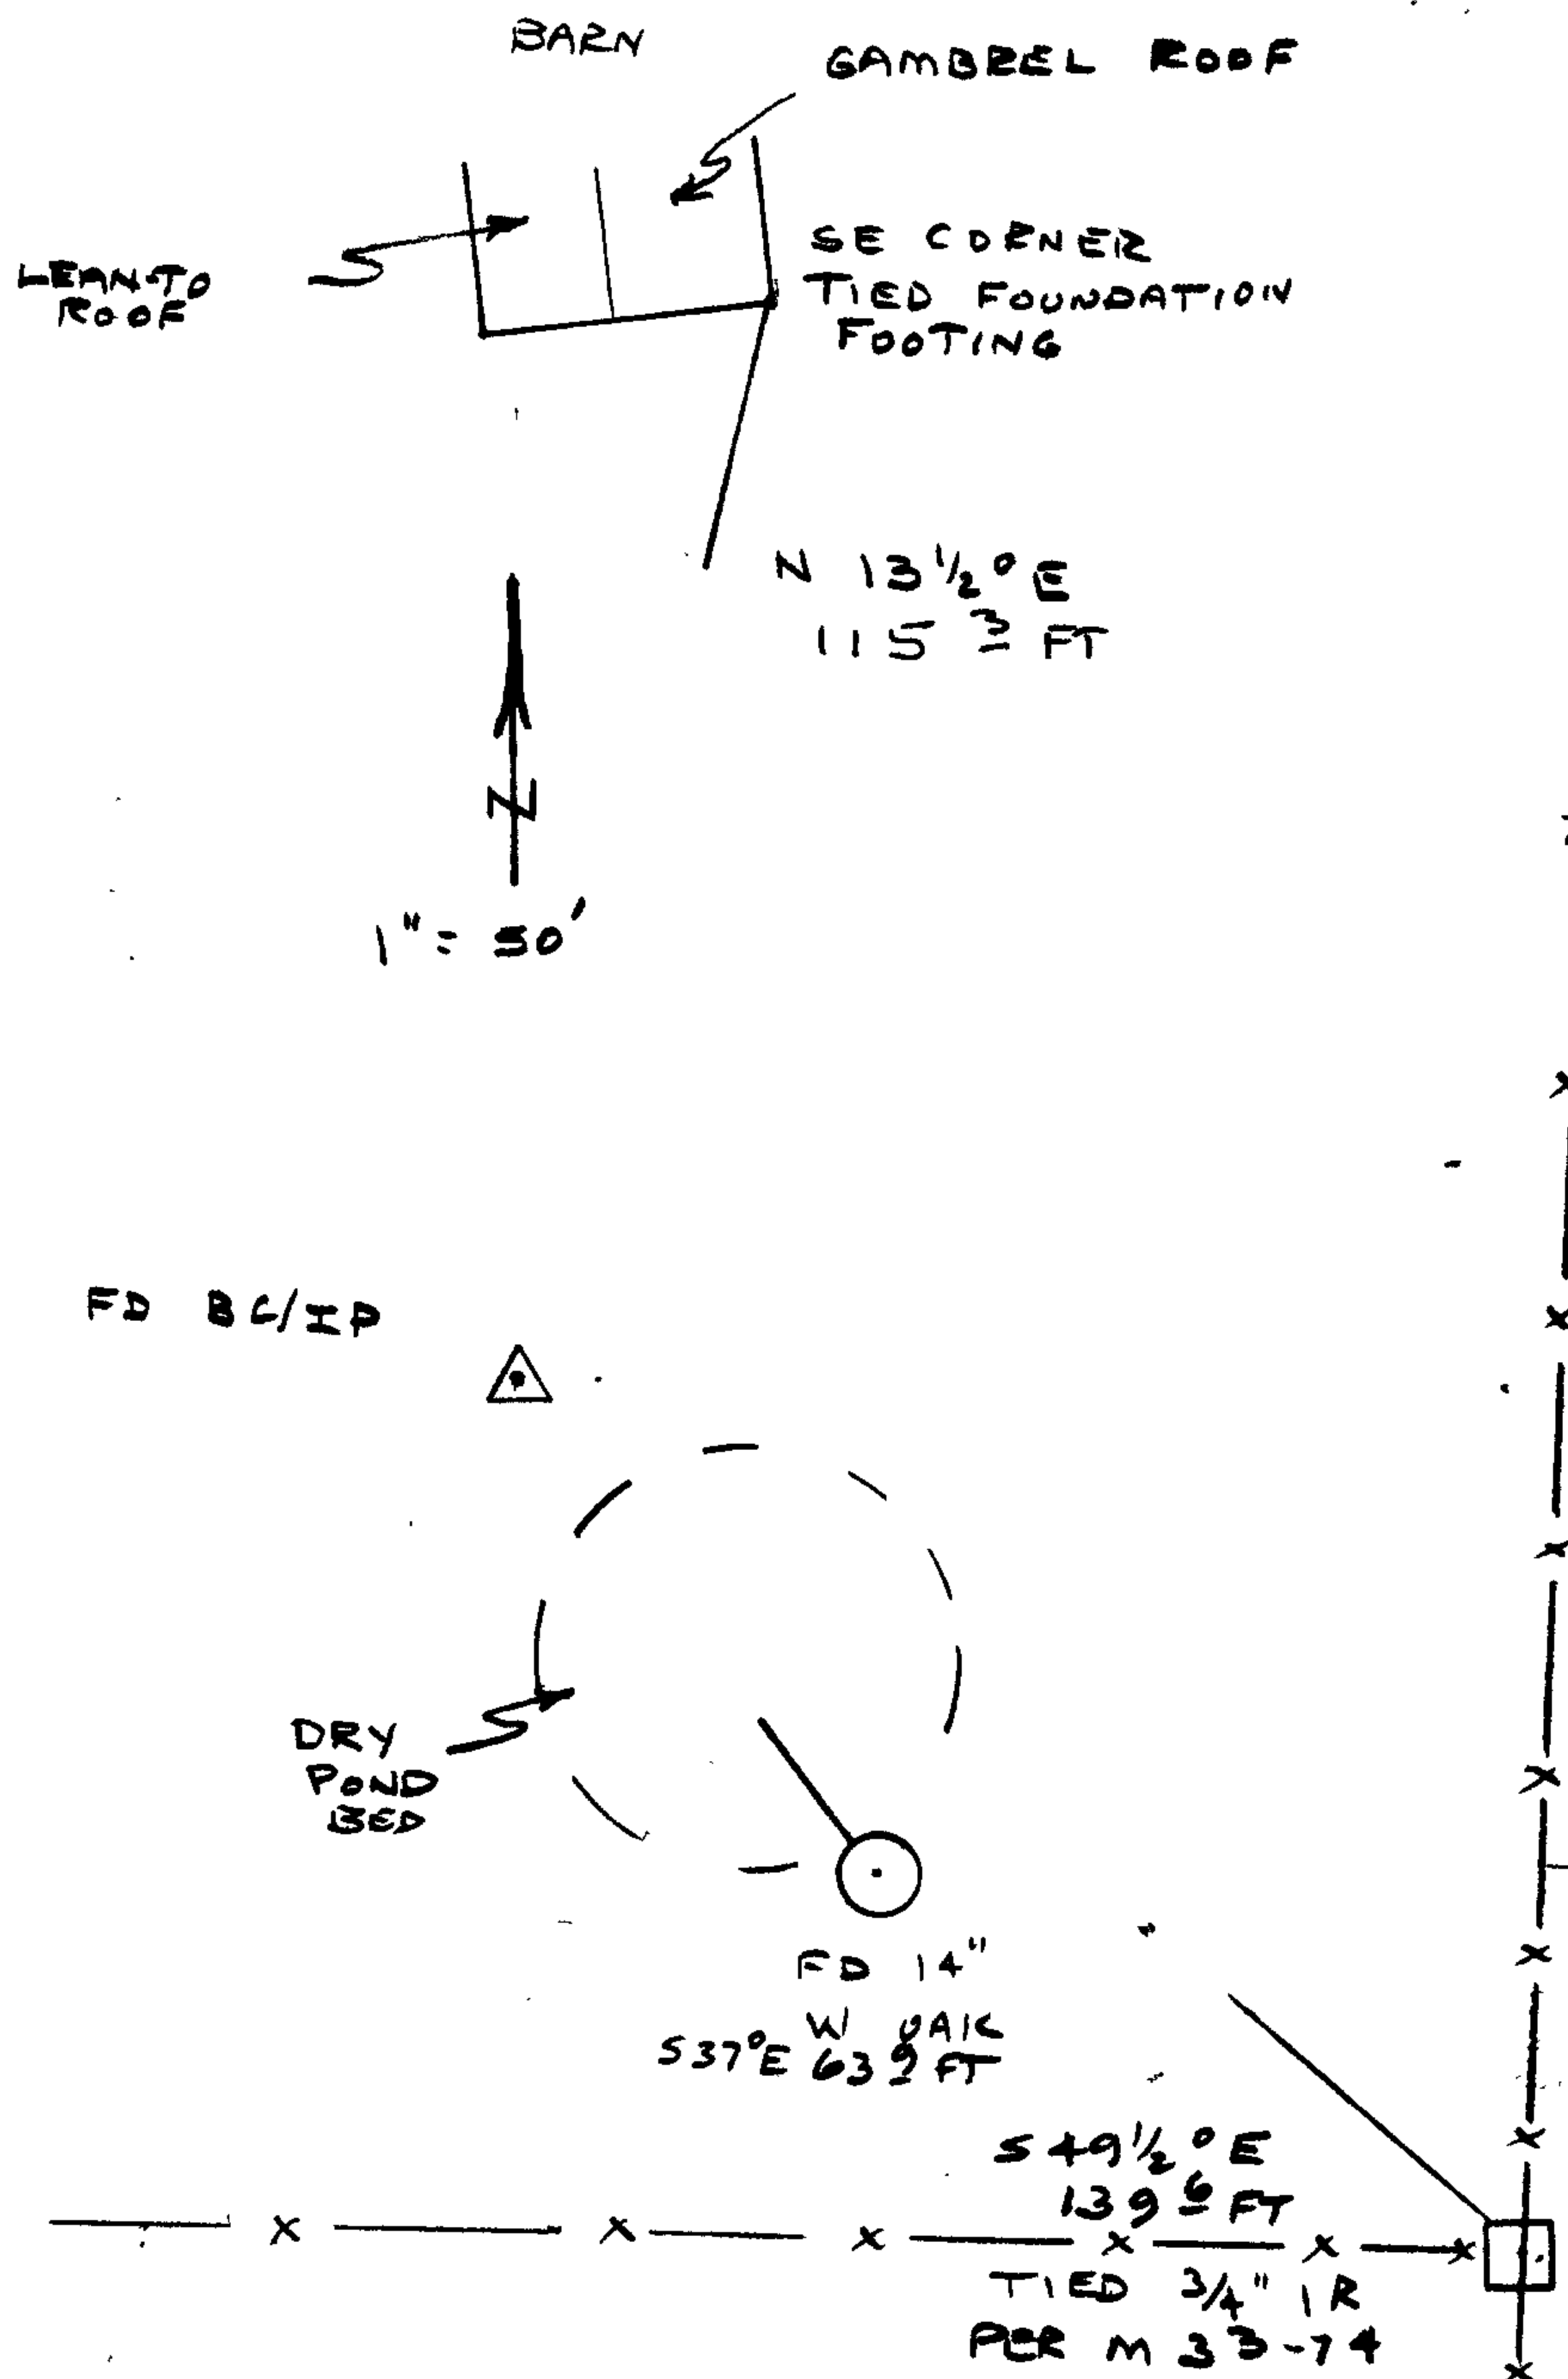 BARN
GAMBREL ROOF
LEAN-TO
ROOF
SE CORNER
TIED FOUNDATION
FOOTING
N 13½° E
115 3 FT
N
1" = 50'
FD BC/IP
DRY
POND
BED
FD 14"
W OAK
S 37° E 63 9 FT
S 49½° E
139 6 FT
TIED 3/4" IR
PER M 33-74